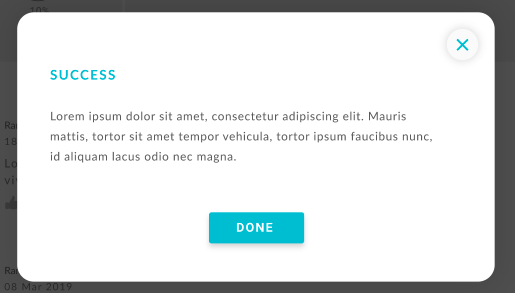 10%
SUCCESS
Lorem ipsum dolor sit amet, consectetur adipiscing elit. Mauris
mattis, tortor sit amet tempor vehicula, tortor ipsum faucibus nunc,
id aliquam lacus odio nec magna.
DONE
08 Mar 2019